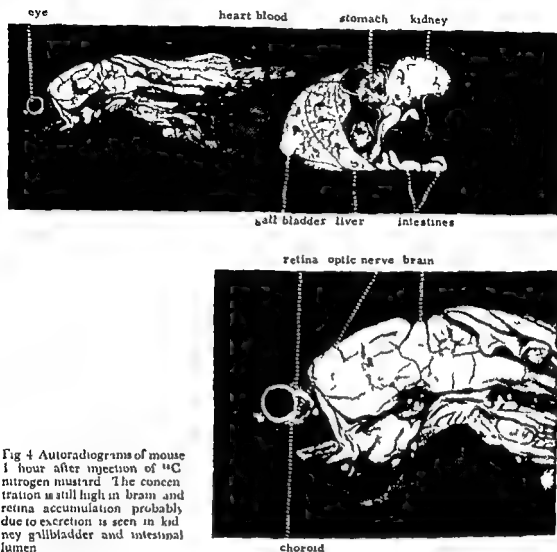 eye heart blood stomach kidney
gall bladder liver intestines
retina optic nerve brain
Fig 4 Autoradiograms of mouse
1 hour after injection of ¹⁴C
nitrogen mustard The concen
tration is still high in brain and
retina accumulation probably
due to excretion is seen in kid
ney gallbladder and intestinal
lumen
choroid